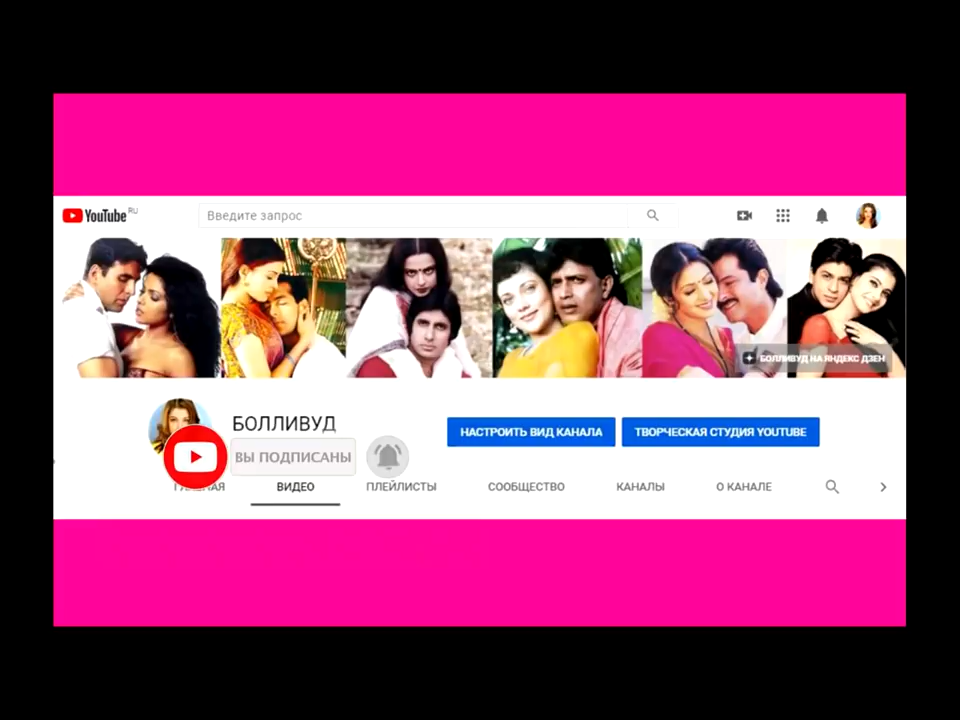 YouTube RU
Введите запрос
БОЛЛИВУД НА ЯНДЕКС ДЗЕН
БОЛЛИВУД
НАСТРОИТЬ ВИД КАНАЛА
ТВОРЧЕСКАЯ СТУДИЯ YOUTUBE
ВЫ ПОДПИСАНЫ
ВИДЕО
ПЛЕЙЛИСТЫ
СООБЩЕСТВО
КАНАЛЫ
О КАНАЛЕ